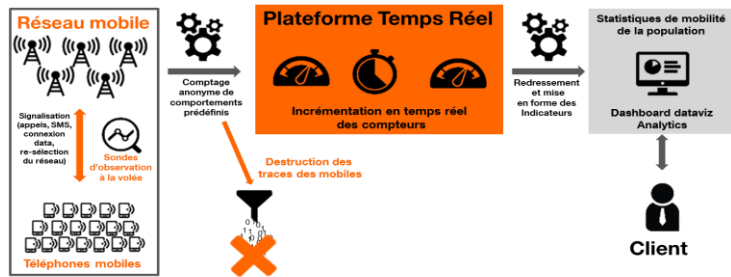 Réseau mobile
Signalisation
(appels, SMS,
connexion
data,
re-sélection
du réseau)
Sondes
d'observation
à la volée
Téléphones mobiles
Comptage
anonyme de
comportements
prédéfinis
Destruction des
traces des mobiles
Plateforme Temps Réel
Incrémentation en temps réel
des compteurs
Redressement
et mise
en forme des
Indicateurs
Statistiques de mobilité
de la population
Dashboard dataviz
Analytics
Client